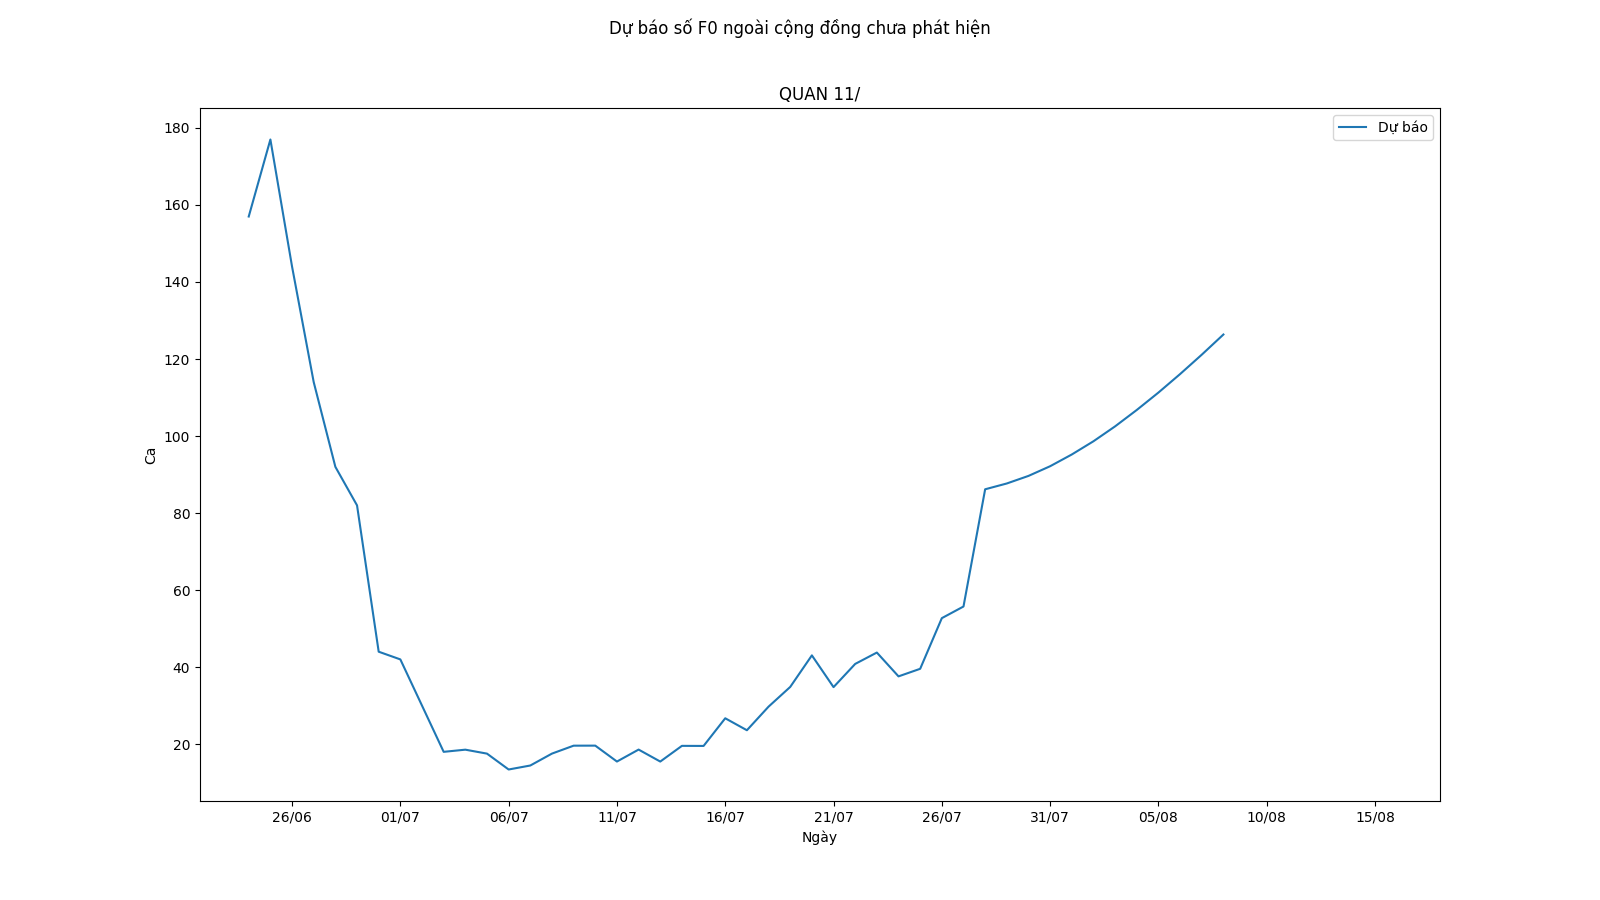 Dự báo số F0 ngoài cộng đồng chưa phát hiện
QUAN 11/
Dự báo
180
160
140
120
100
80
60
40
20
Ca
26/06 01/07 06/07 11/07 16/07 21/07 26/07 31/07 05/08 10/08 15/08
Ngày